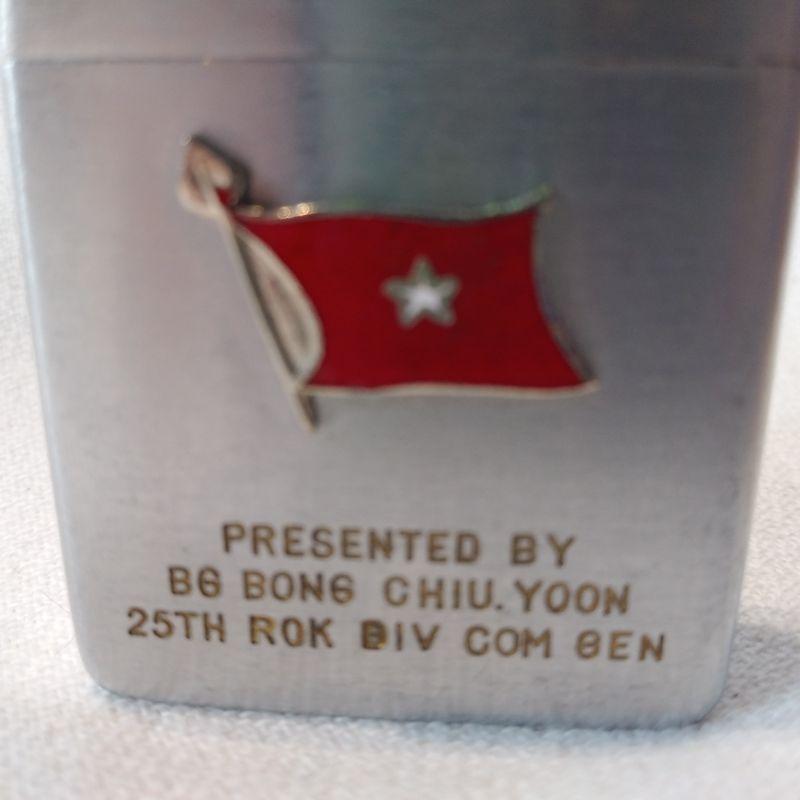 PRESENTED BY
BG BONG CHIU. YOON
25TH ROK DIV COM GEN